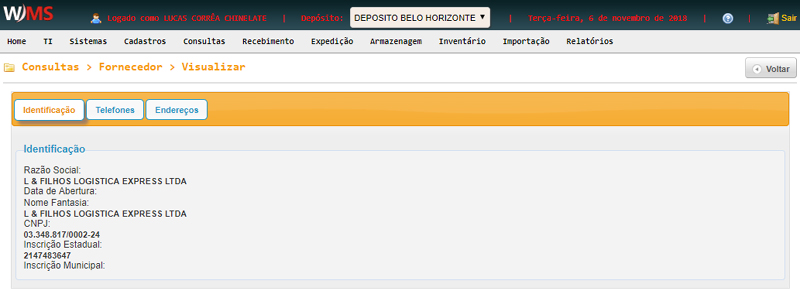 WMS
Logado como LUCAS CORRÊA CHINELATE | Depósito: DEPOSITO BELO HORIZONTE | Terça-feira, 6 de novembro de 2018 | | Sair
Home TI Sistemas Cadastros Consultas Recebimento Expedição Armazenagem Inventário Importação Relatórios
Consultas > Fornecedor > Visualizar
Voltar
Identificação Telefones Endereços
Identificação
Razão Social:
L & FILHOS LOGISTICA EXPRESS LTDA
Data de Abertura:
Nome Fantasia:
L & FILHOS LOGISTICA EXPRESS LTDA
CNPJ:
03.348.817/0002-24
Inscrição Estadual:
2147483647
Inscrição Municipal: